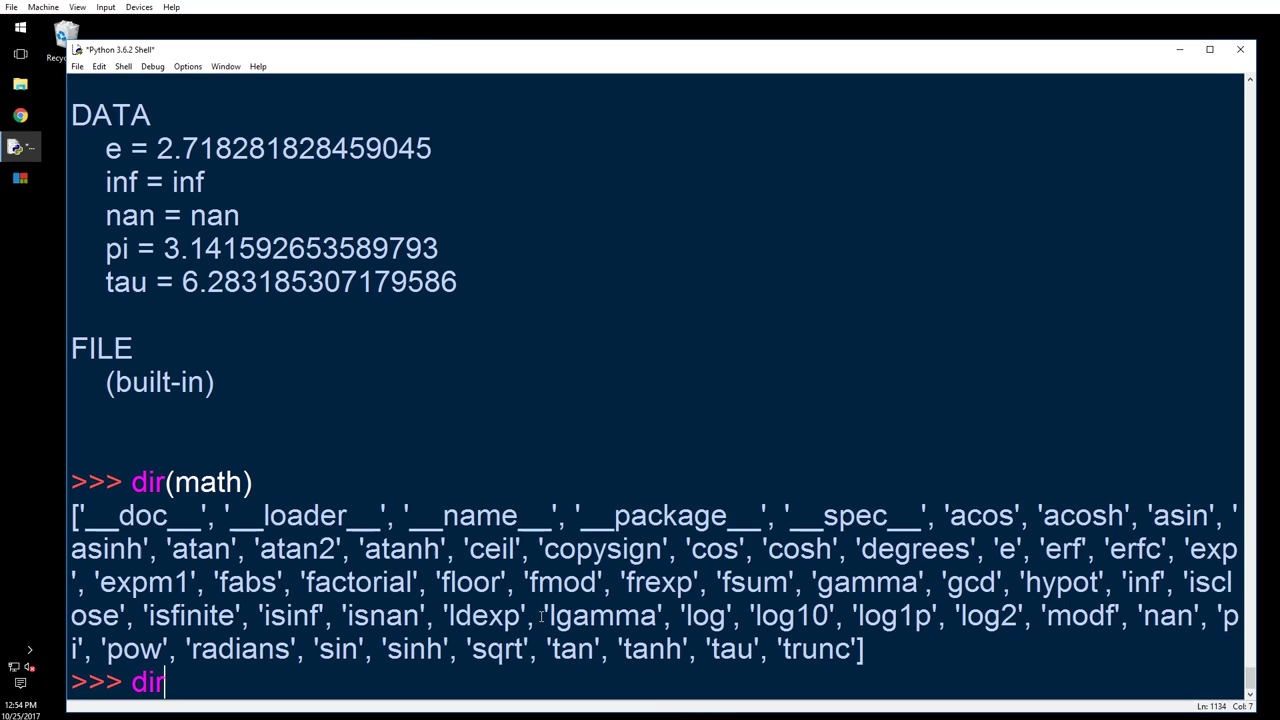 File Machine View Input Devices Help
Recyc
*Python 3.6.2 Shell*
File Edit Shell Debug Options Window Help
DATA
e = 2.718281828459045
inf = inf
nan = nan
pi = 3.141592653589793
tau = 6.283185307179586
FILE
(built-in)
>>> dir(math)
['__doc__', '__loader__', '__name__', '__package__', '__spec__', 'acos', 'acosh', 'asin', '
asinh', 'atan', 'atan2', 'atanh', 'ceil', 'copysign', 'cos', 'cosh', 'degrees', 'e', 'erf', 'erfc', 'exp
', 'expm1', 'fabs', 'factorial', 'floor', 'fmod', 'frexp', 'fsum', 'gamma', 'gcd', 'hypot', 'inf', 'iscl
ose', 'isfinite', 'isinf', 'isnan', 'ldexp', 'lgamma', 'log', 'log10', 'log1p', 'log2', 'modf', 'nan', 'p
i', 'pow', 'radians', 'sin', 'sinh', 'sqrt', 'tan', 'tanh', 'tau', 'trunc']
>>> dir
Ln: 1134 Col: 7
12:54 PM
10/25/2017